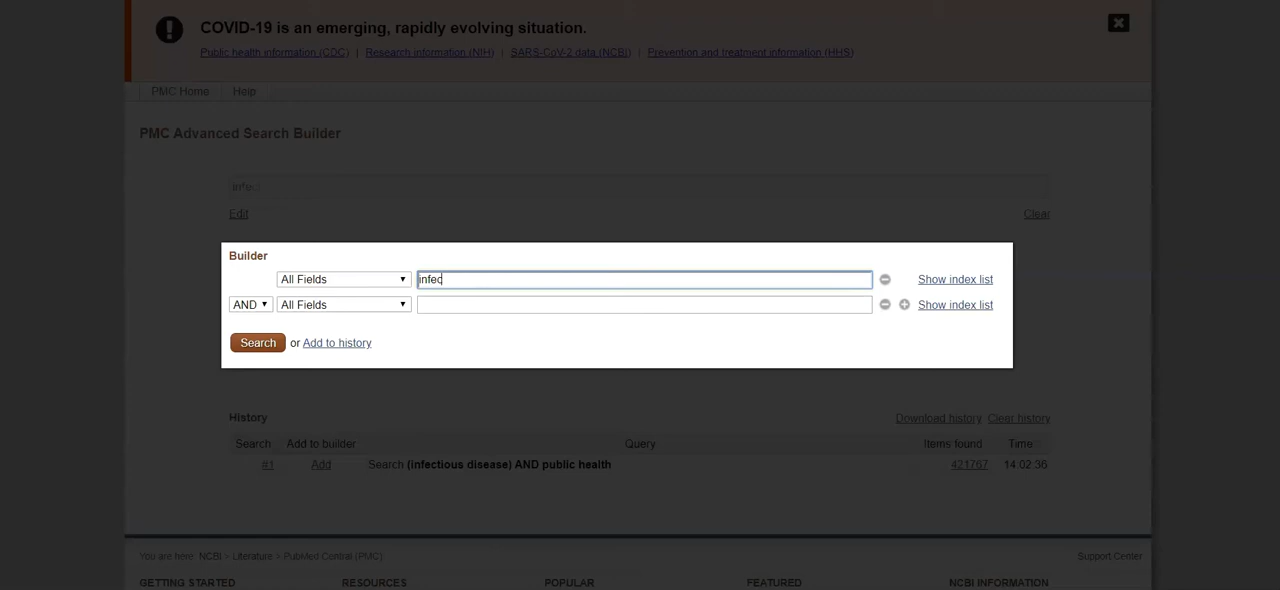 COVID-19 is an emerging, rapidly evolving situation.
Public health information (CDC) | Research information (NIH) | SARS-CoV-2 data (NCBI) | Prevention and treatment information (HHS)
PMC Home Help
PMC Advanced Search Builder
Edit Clear
Builder
All Fields infec Show index list
AND All Fields Show index list
Search or Add to history
History Download history Clear history
Search Add to builder Query Items found Time
#1 Add Search (infectious disease) AND public health 421767 14:02:36
You are here: NCBI > Literature > PubMed Central (PMC) Support Center
GETTING STARTED RESOURCES POPULAR FEATURED NCBI INFORMATION